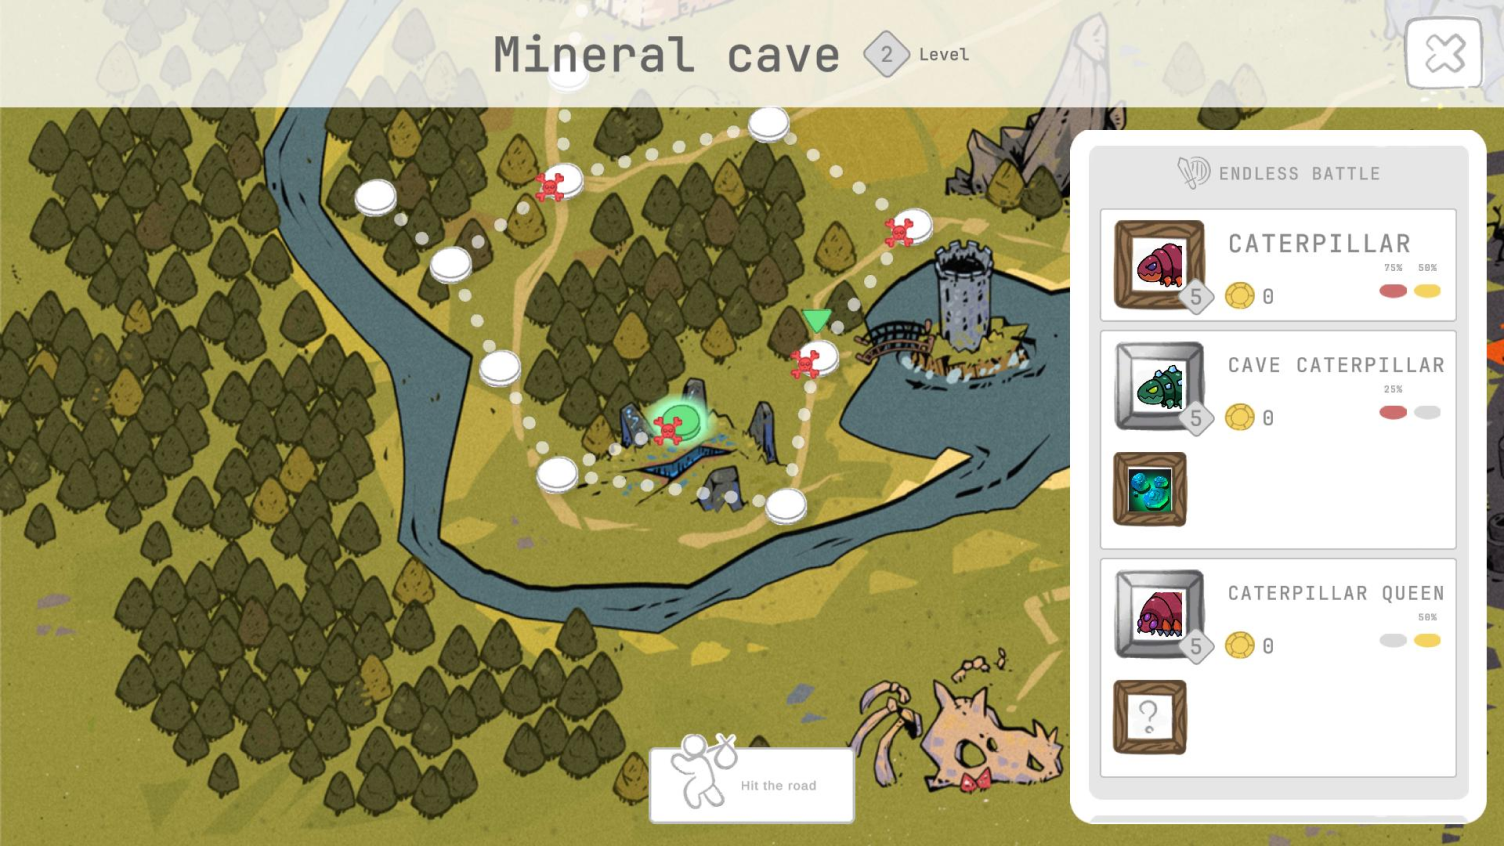 Mineral cave 2 Level
ENDLESS BATTLE
CATERPILLAR
75% 50%
5 0
CAVE CATERPILLAR
25%
5 0
CATERPILLAR QUEEN
50%
5 0
?
Hit the road